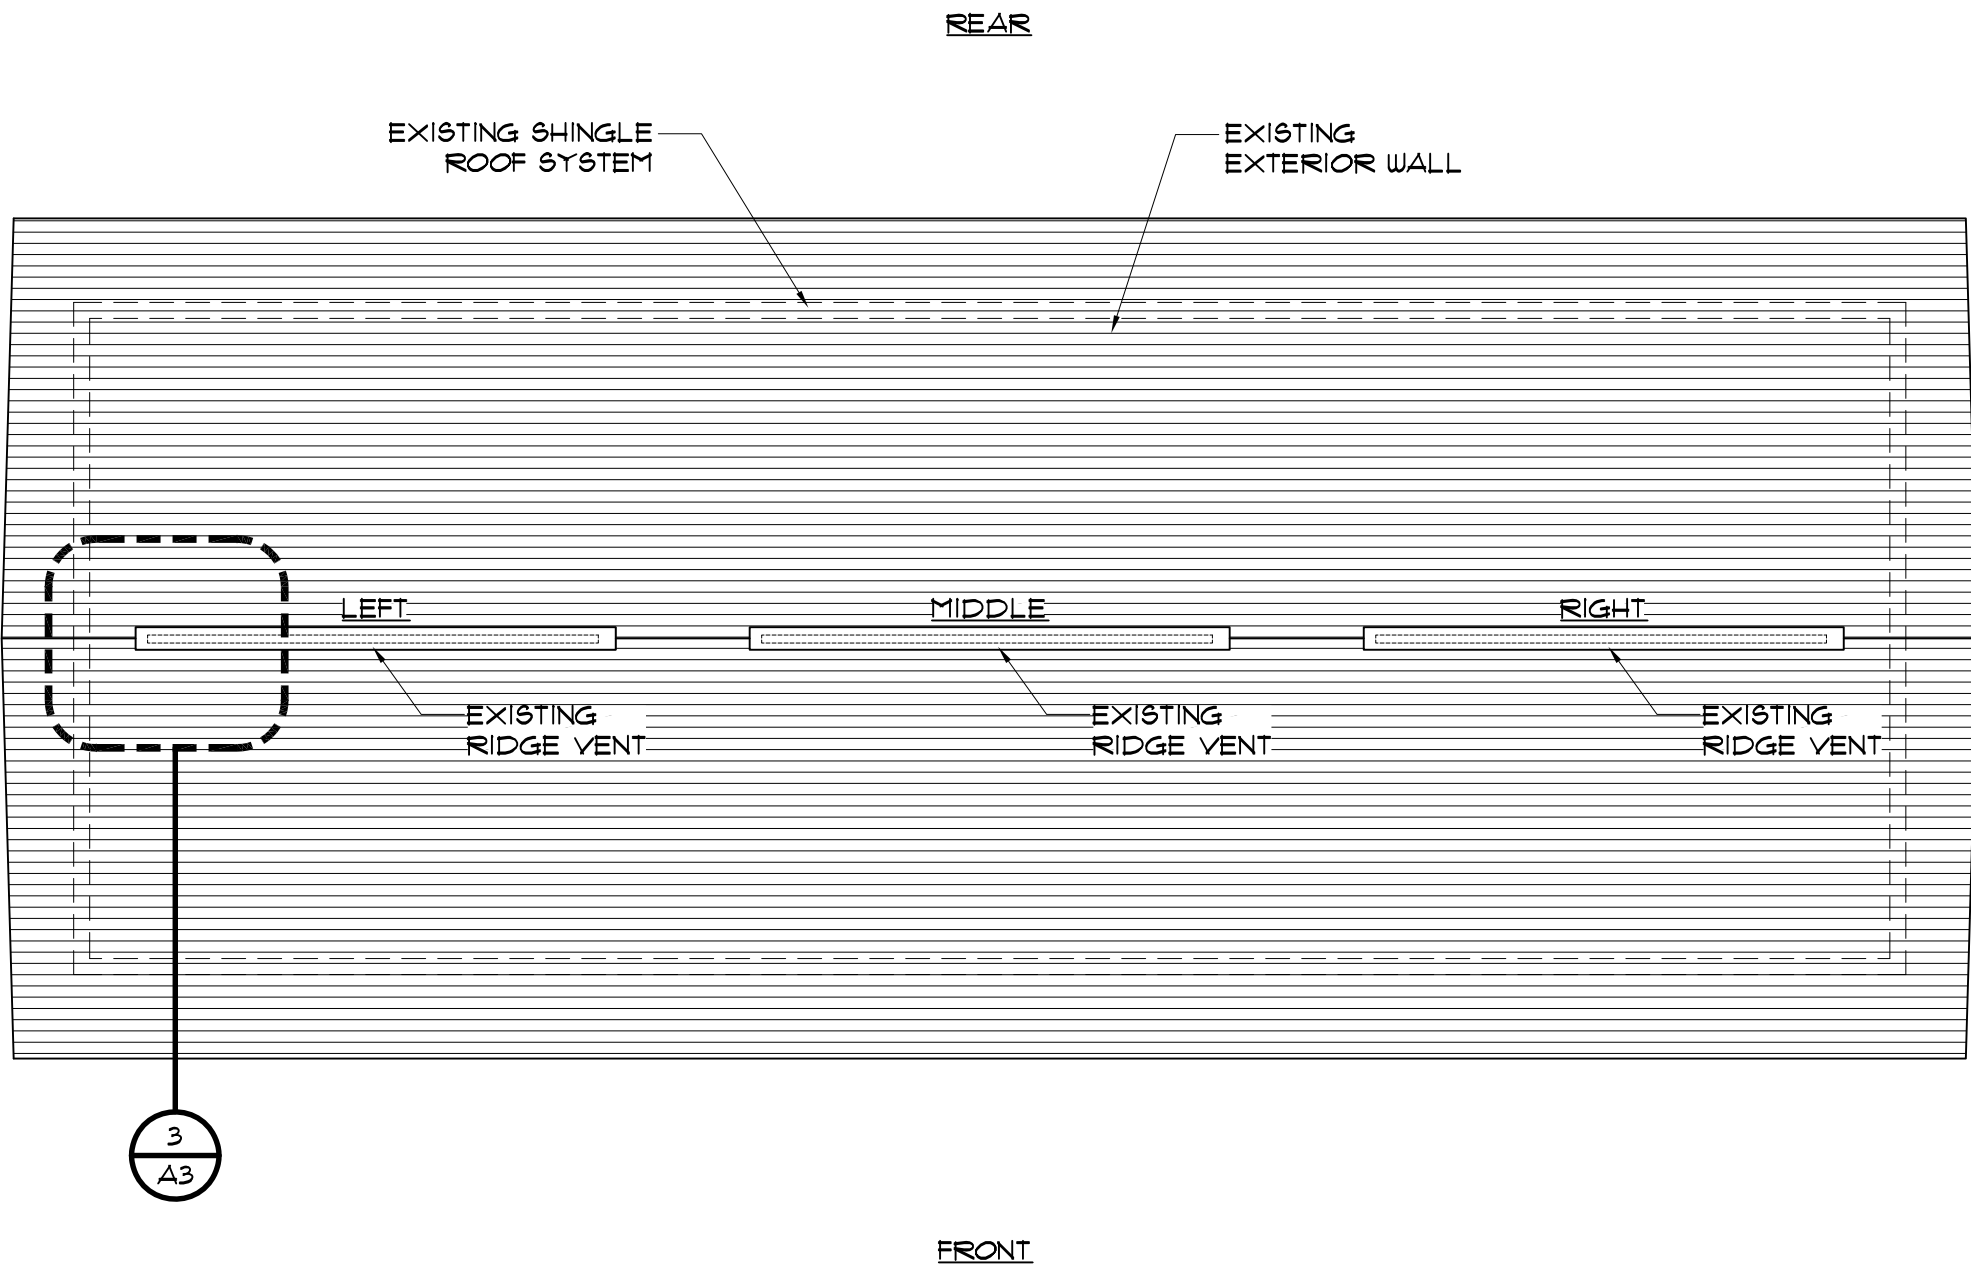 REAR
EXISTING SHINGLE
ROOF SYSTEM
EXISTING
EXTERIOR WALL
LEFT
MIDDLE
RIGHT
EXISTING
RIDGE VENT
EXISTING
RIDGE VENT
EXISTING
RIDGE VENT
3
A3
FRONT